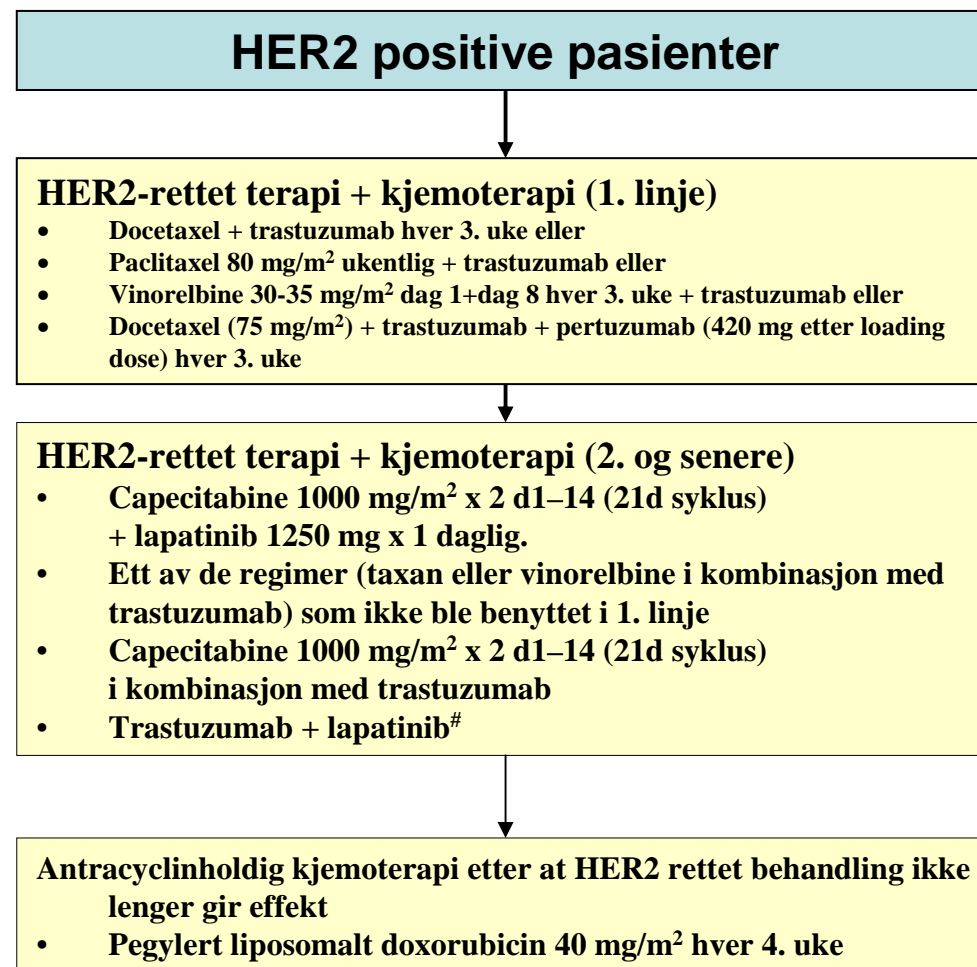 HER2 positive pasienter
HER2-rettet terapi + kjemoterapi (1. linje)
• Docetaxel + trastuzumab hver 3. uke eller
• Paclitaxel 80 mg/m² ukentlig + trastuzumab eller
• Vinorelbine 30-35 mg/m² dag 1+dag 8 hver 3. uke + trastuzumab eller
• Docetaxel (75 mg/m²) + trastuzumab + pertuzumab (420 mg etter loading
dose) hver 3. uke
HER2-rettet terapi + kjemoterapi (2. og senere)
• Capecitabine 1000 mg/m² x 2 d1–14 (21d syklus)
+ lapatinib 1250 mg x 1 daglig.
• Ett av de regimer (taxan eller vinorelbine i kombinasjon med
trastuzumab) som ikke ble benyttet i 1. linje
• Capecitabine 1000 mg/m² x 2 d1–14 (21d syklus)
i kombinasjon med trastuzumab
• Trastuzumab + lapatinib#
Antracyclinholdig kjemoterapi etter at HER2 rettet behandling ikke
lenger gir effekt
• Pegylert liposomalt doxorubicin 40 mg/m² hver 4. uke